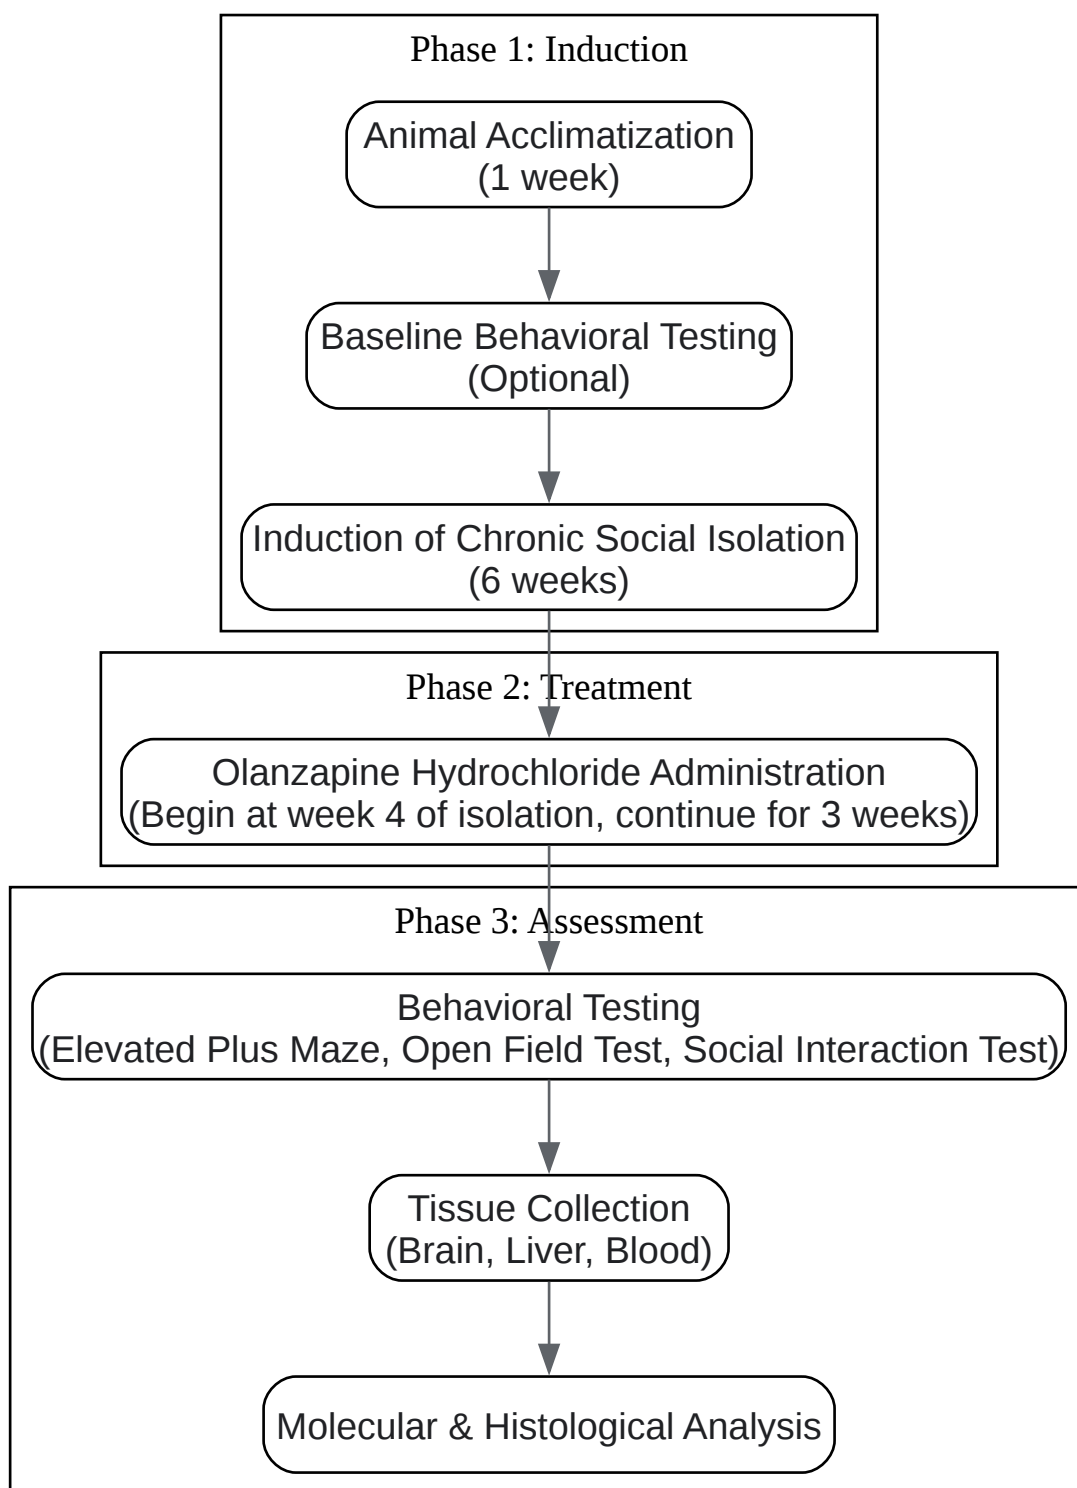 Phase 1: Induction
Animal Acclimatization
(1 week)
Baseline Behavioral Testing
(Optional)
Induction of Chronic Social Isolation
(6 weeks)
Phase 2: Treatment
Olanzapine Hydrochloride Administration
(Begin at week 4 of isolation, continue for 3 weeks)
Phase 3: Assessment
Behavioral Testing
(Elevated Plus Maze, Open Field Test, Social Interaction Test)
Tissue Collection
(Brain, Liver, Blood)
Molecular & Histological Analysis